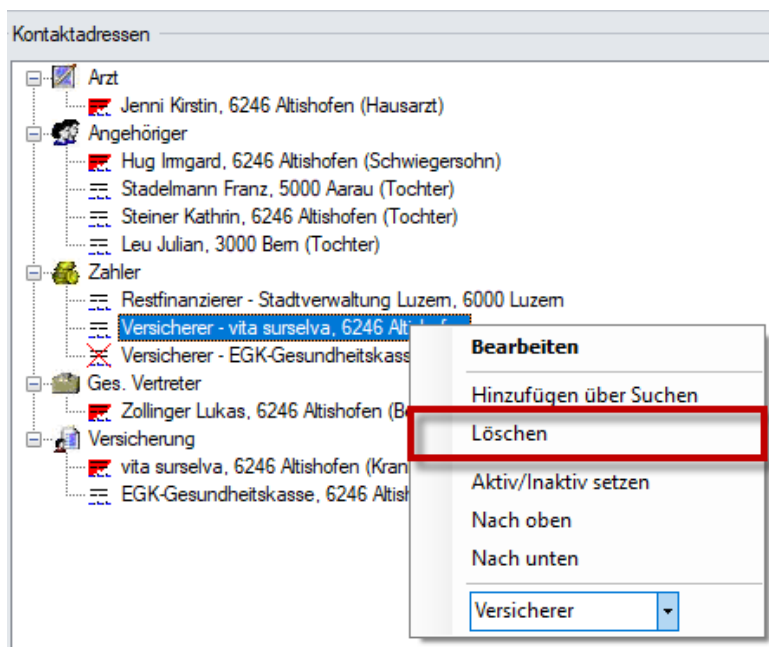 Kontaktadressen
Arzt
Jenni Kirstin, 6246 Altishofen (Hausarzt)
Angehöriger
Hug Irmgard, 6246 Altishofen (Schwiegersohn)
Stadelmann Franz, 5000 Aarau (Tochter)
Steiner Kathrin, 6246 Altishofen (Tochter)
Leu Julian, 3000 Bern (Tochter)
Zahler
Restfinanzierer - Stadtverwaltung Luzern, 6000 Luzern
Versicherer - vita surselva, 6246
Versicherer - EGK-Gesundheitskass
Ges. Vertreter
Zollinger Lukas, 6246 Altishofen
Versicherung
vita surselva, 6246 Altishofen (Kran
EGK-Gesundheitskasse, 6246
Bearbeiten
Hinzufügen über Suchen
Löschen
Aktiv/Inaktiv setzen
Nach oben
Nach unten
Versicherer